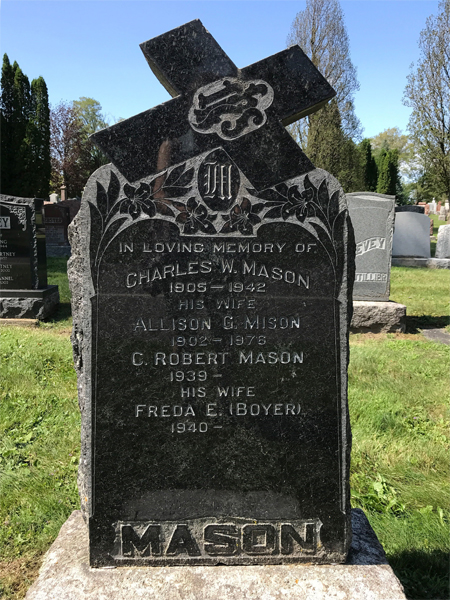 IHS
M
IN LOVING MEMORY OF
CHARLES W. MASON
1905 - 1942
HIS WIFE
ALLISON G. MISON
1902 - 1976
C. ROBERT MASON
1939 -
HIS WIFE
FREDA E. (BOYER)
1940 -
MASON